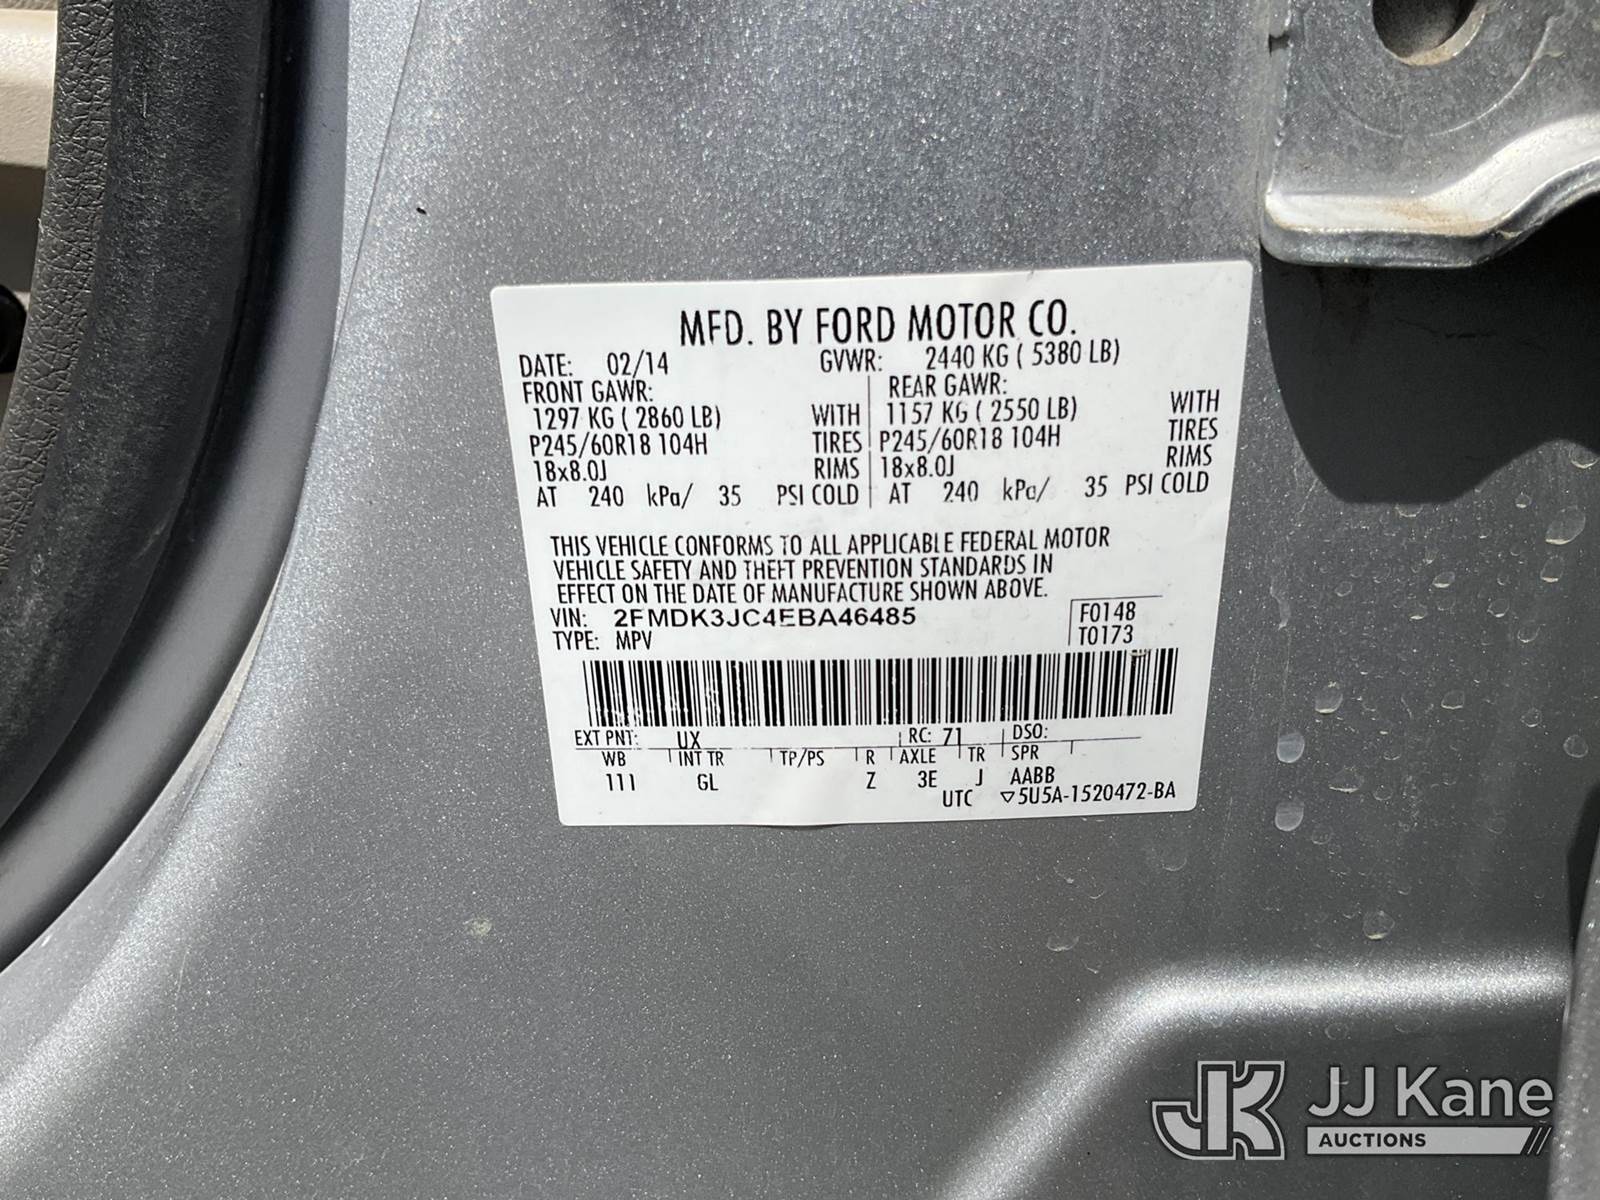 MFD. BY FORD MOTOR CO.
DATE: 02/14 GVWR: 2440 KG ( 5380 LB)
FRONT GAWR: REAR GAWR:
1297 KG ( 2860 LB) WITH 1157 KG ( 2550 LB) WITH
P245/60R18 104H TIRES P245/60R18 104H TIRES
18x8.0J RIMS 18x8.0J RIMS
AT 240 kPa/ 35 PSI COLD AT 240 kPa/ 35 PSI COLD
THIS VEHICLE CONFORMS TO ALL APPLICABLE FEDERAL MOTOR
VEHICLE SAFETY AND THEFT PREVENTION STANDARDS IN
EFFECT ON THE DATE OF MANUFACTURE SHOWN ABOVE.
VIN: 2FMDK3JC4EBA46485 F0148
TYPE: MPV T0173
EXT PNT: UX RC: 71 DSO:
WB INT TR TP/PS R AXLE TR SPR
111 GL Z 3E J AABB
UTC ▽5U5A-1520472-BA
JK JJ Kane
AUCTIONS